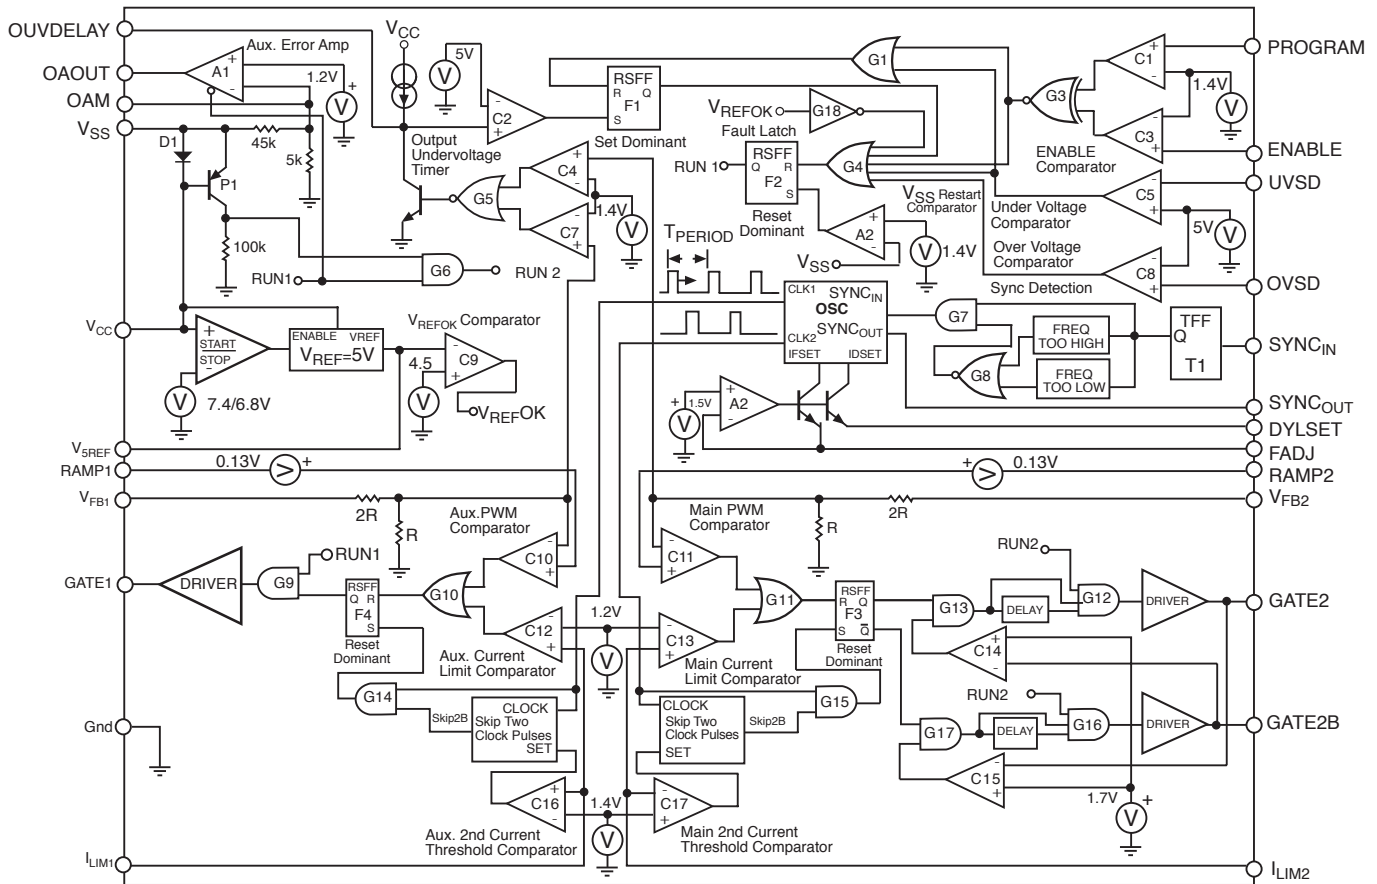 OUVDELAY
OAOUT
OAM
VSS
VCC
V5REF
RAMP1
VFB1
GATE1
Gnd
ILIM1
PROGRAM
ENABLE
UVSD
OVSD
SYNCIN
SYNCOUT
DYLSET
FADJ
RAMP2
VFB2
GATE2
GATE2B
ILIM2
Aux. Error Amp
A1
+
-
1.2V
V
+
D1
P1
45k
5k
100k
RUN1
G6
RUN 2
VCC
5V
V
-
C2
+
Output
Undervoltage
Timer
RSFF
R Q
F1
S
Set Dominant
G5
C4
+
-
C7
-
+
1.4V
V
G1
VREFOK
G18
Fault Latch
RUN 1
RSFF
Q R
F2
S
Reset
Dominant
G4
VSS Restart
Comparator
A2
+
-
VSS
V
1.4V
G3
C1
+
-
1.4V
V
C3
-
+
ENABLE
Comparator
C5
-
+
Under Voltage
Comparator
5V
V
Over Voltage
Comparator
C8
-
+
Sync Detection
TPERIOD
CLK1
SYNCIN
OSC
CLK2
SYNCOUT
IFSET
IDSET
G7
G8
FREQ
TOO HIGH
FREQ
TOO LOW
TFF
Q
T1
+
V
1.5V
+
A2
-
+
START
STOP
-
V
7.4/6.8V
ENABLE VREF
VREF=5V
VREFOK Comparator
-
C9
+
4.5
V
VREFOK
0.13V
V
+
+
V
0.13V
2R
R
R
2R
Aux.PWM
Comparator
-
C10
+
Main PWM
Comparator
-
C11
+
RUN1
DRIVER
G9
RSFF
Q R
F4
S
Reset
Dominant
G10
C12
-
+
1.2V
V
-
C13
+
Aux. Current
Limit Comparator
Main Current
Limit Comparator
G11
RSFF
R Q
F3
S Q
Reset
Dominant
RUN2
G13
DELAY
G12
DRIVER
+
C14
-
G14
Skip2B
CLOCK
Skip Two
Clock Pulses
SET
CLOCK
Skip Two
Clock Pulses
SET
Skip2B
G15
RUN2
G17
DELAY
G16
DRIVER
-
C15
+
1.7V
+
V
+
C16
-
1.4V
V
-
C17
+
Aux. 2nd Current
Threshold Comparator
Main 2nd Current
Threshold Comparator